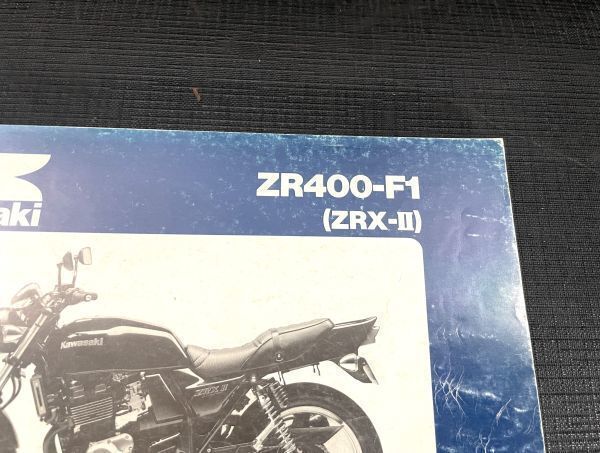 ZR400-F1
(ZRX-II)
aki
Kawasaki
ZRX II